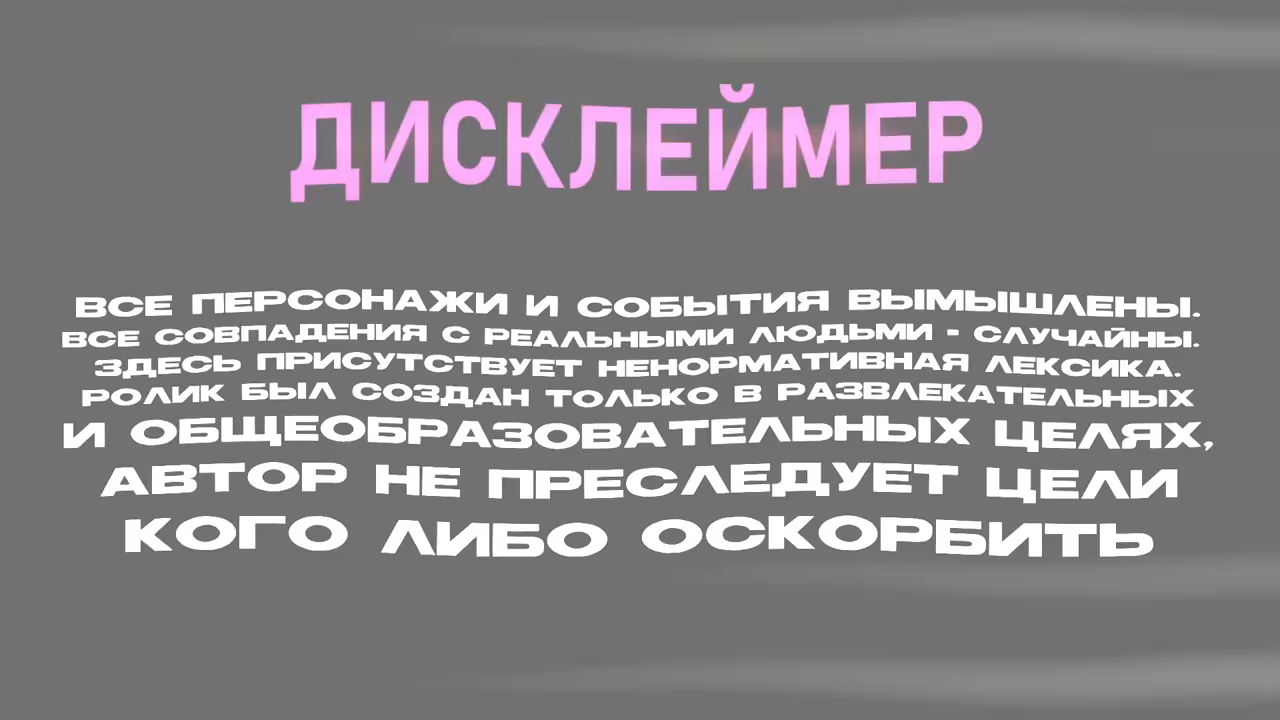 ДИСКЛЕЙМЕР
ВСЕ ПЕРСОНАЖИ И СОБЫТИЯ ВЫМЫШЛЕНЫ.
ВСЕ СОВПАДЕНИЯ С РЕАЛЬНЫМИ ЛЮДЬМИ - СЛУЧАЙНЫ.
ЗДЕСЬ ПРИСУТСТВУЕТ НЕНОРМАТИВНАЯ ЛЕКСИКА.
РОЛИК БЫЛ СОЗДАН ТОЛЬКО В РАЗВЛЕКАТЕЛЬНЫХ
И ОБЩЕОБРАЗОВАТЕЛЬНЫХ ЦЕЛЯХ,
АВТОР НЕ ПРЕСЛЕДУЕТ ЦЕЛИ
КОГО ЛИБО ОСКОРБИТЬ